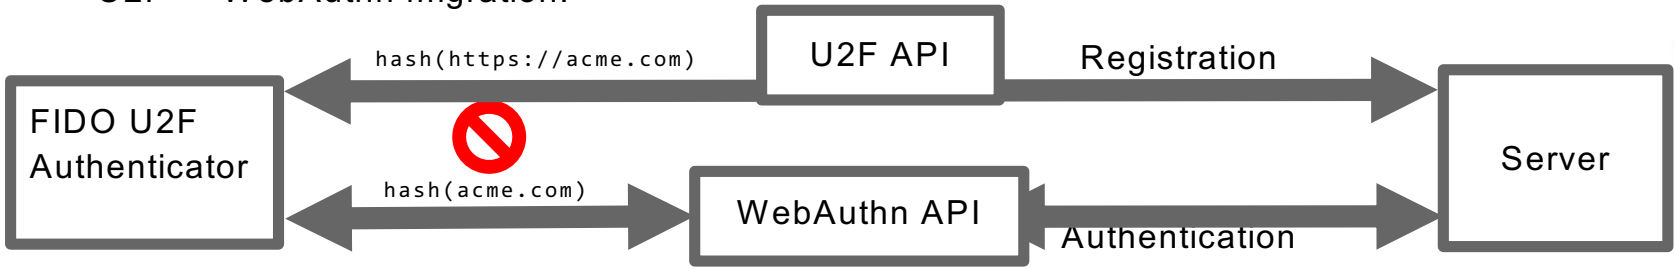 hash(https://acme.com)
U2F API
Registration
FIDO U2F
Authenticator
hash(acme.com)
WebAuthn API
Authentication
Server